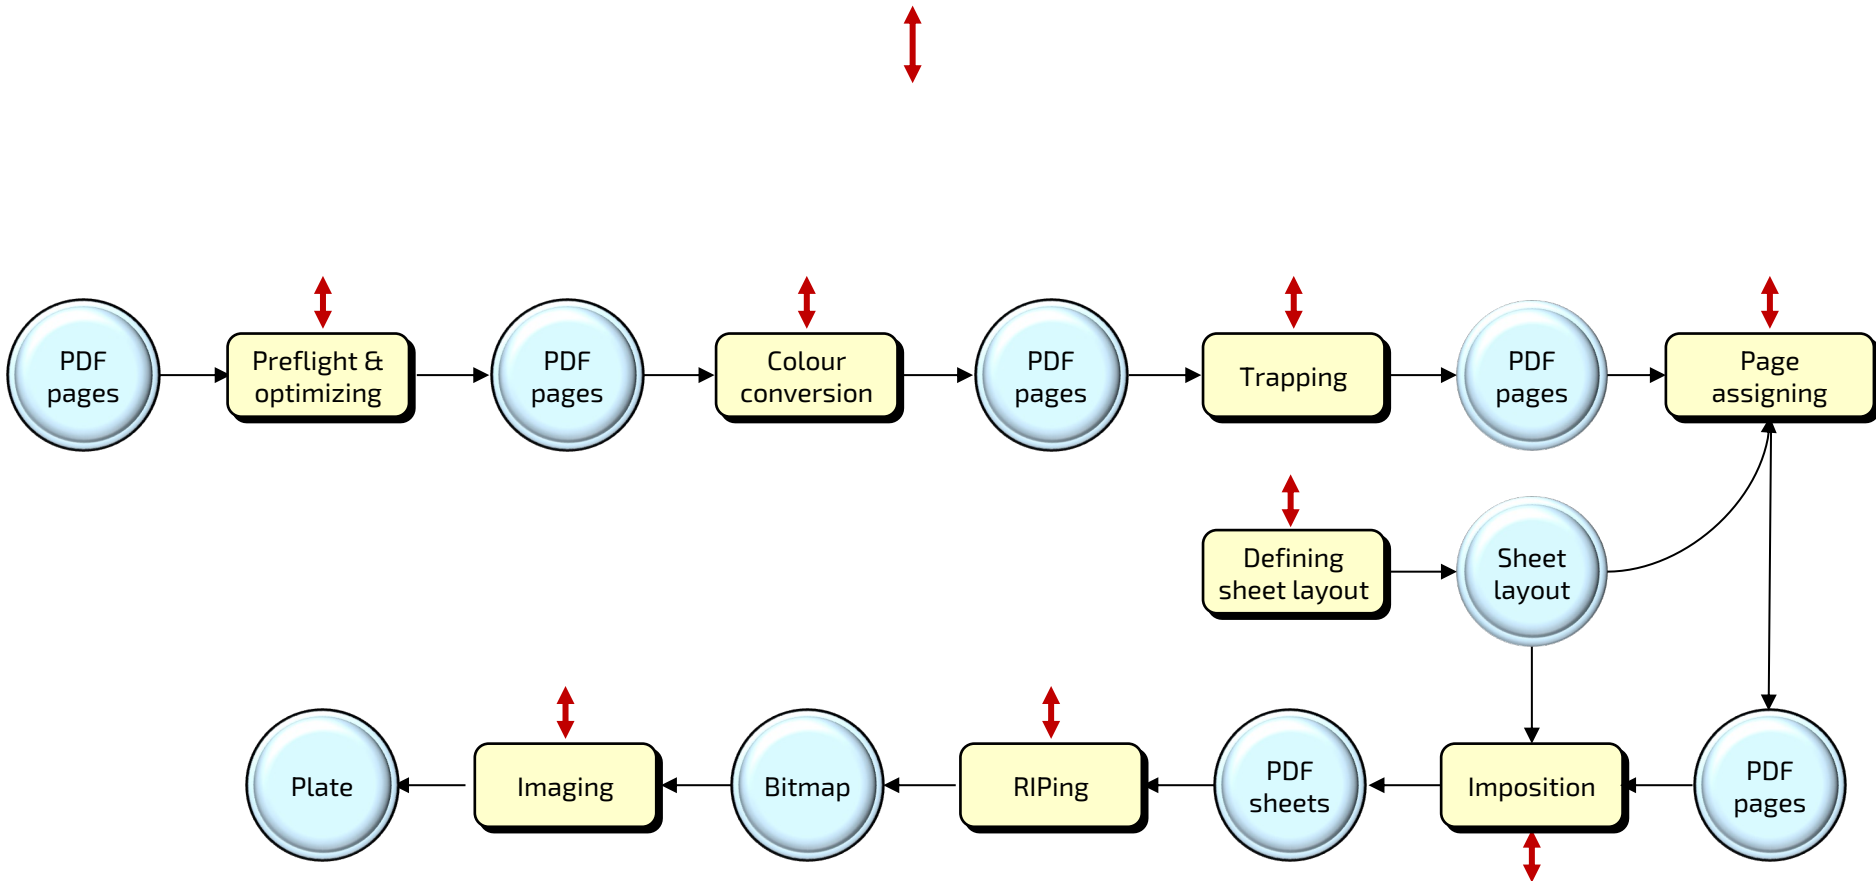 PDF
pages
Preflight &
optimizing
PDF
pages
Colour
conversion
PDF
pages
Trapping
PDF
pages
Page
assigning
Defining
sheet layout
Sheet
layout
Plate
Imaging
Bitmap
RIPing
PDF
sheets
Imposition
PDF
pages